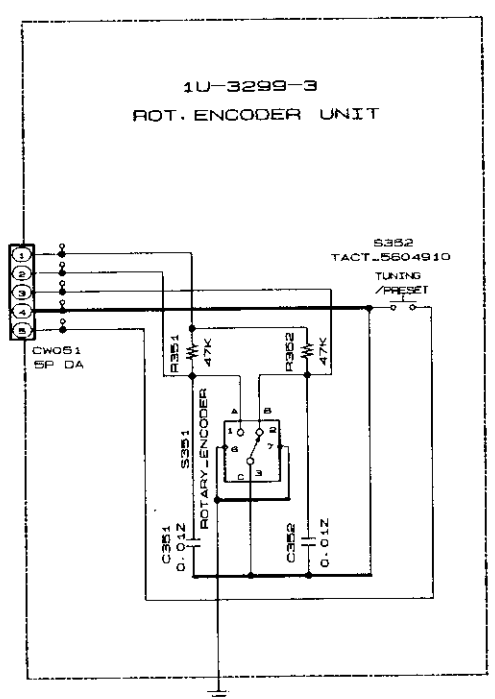 1U-3299-3
ROT. ENCODER UNIT
S352
TACT_5604910
TUNING
/PRESET
1
2
3
4
5
CW051
5P DA
R351
47K
R352
47K
S351
ROTARY_ENCODER
A
B
1
2
6
7
C
3
C351
0.01Z
C352
0.01Z